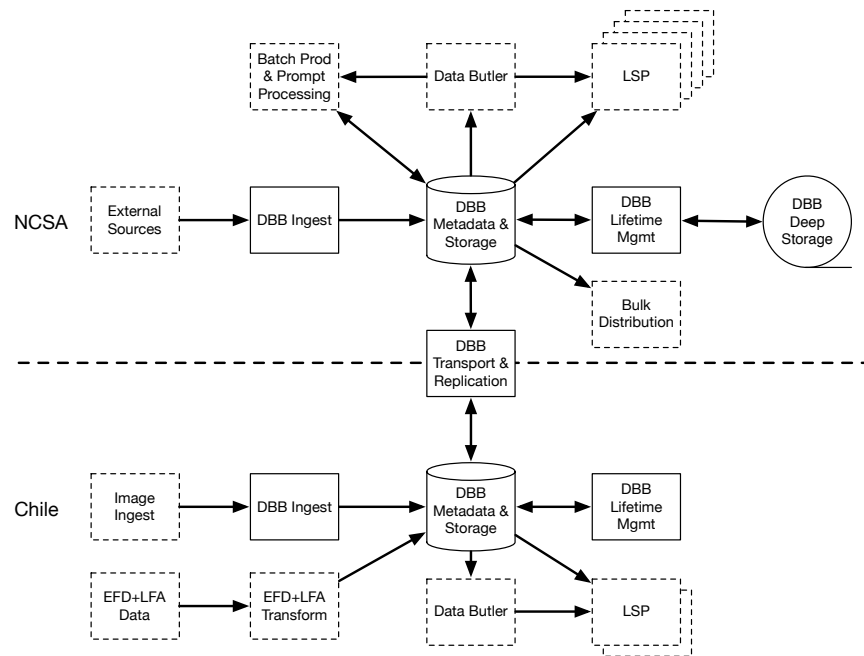 Batch Prod
& Prompt
Processing
Data Butler
LSP
NCSA
External
Sources
DBB Ingest
DBB
Metadata &
Storage
DBB
Lifetime
Mgmt
DBB
Deep
Storage
Bulk
Distribution
DBB
Transport &
Replication
Chile
Image
Ingest
DBB Ingest
DBB
Metadata &
Storage
DBB
Lifetime
Mgmt
EFD+LFA
Data
EFD+LFA
Transform
Data Butler
LSP